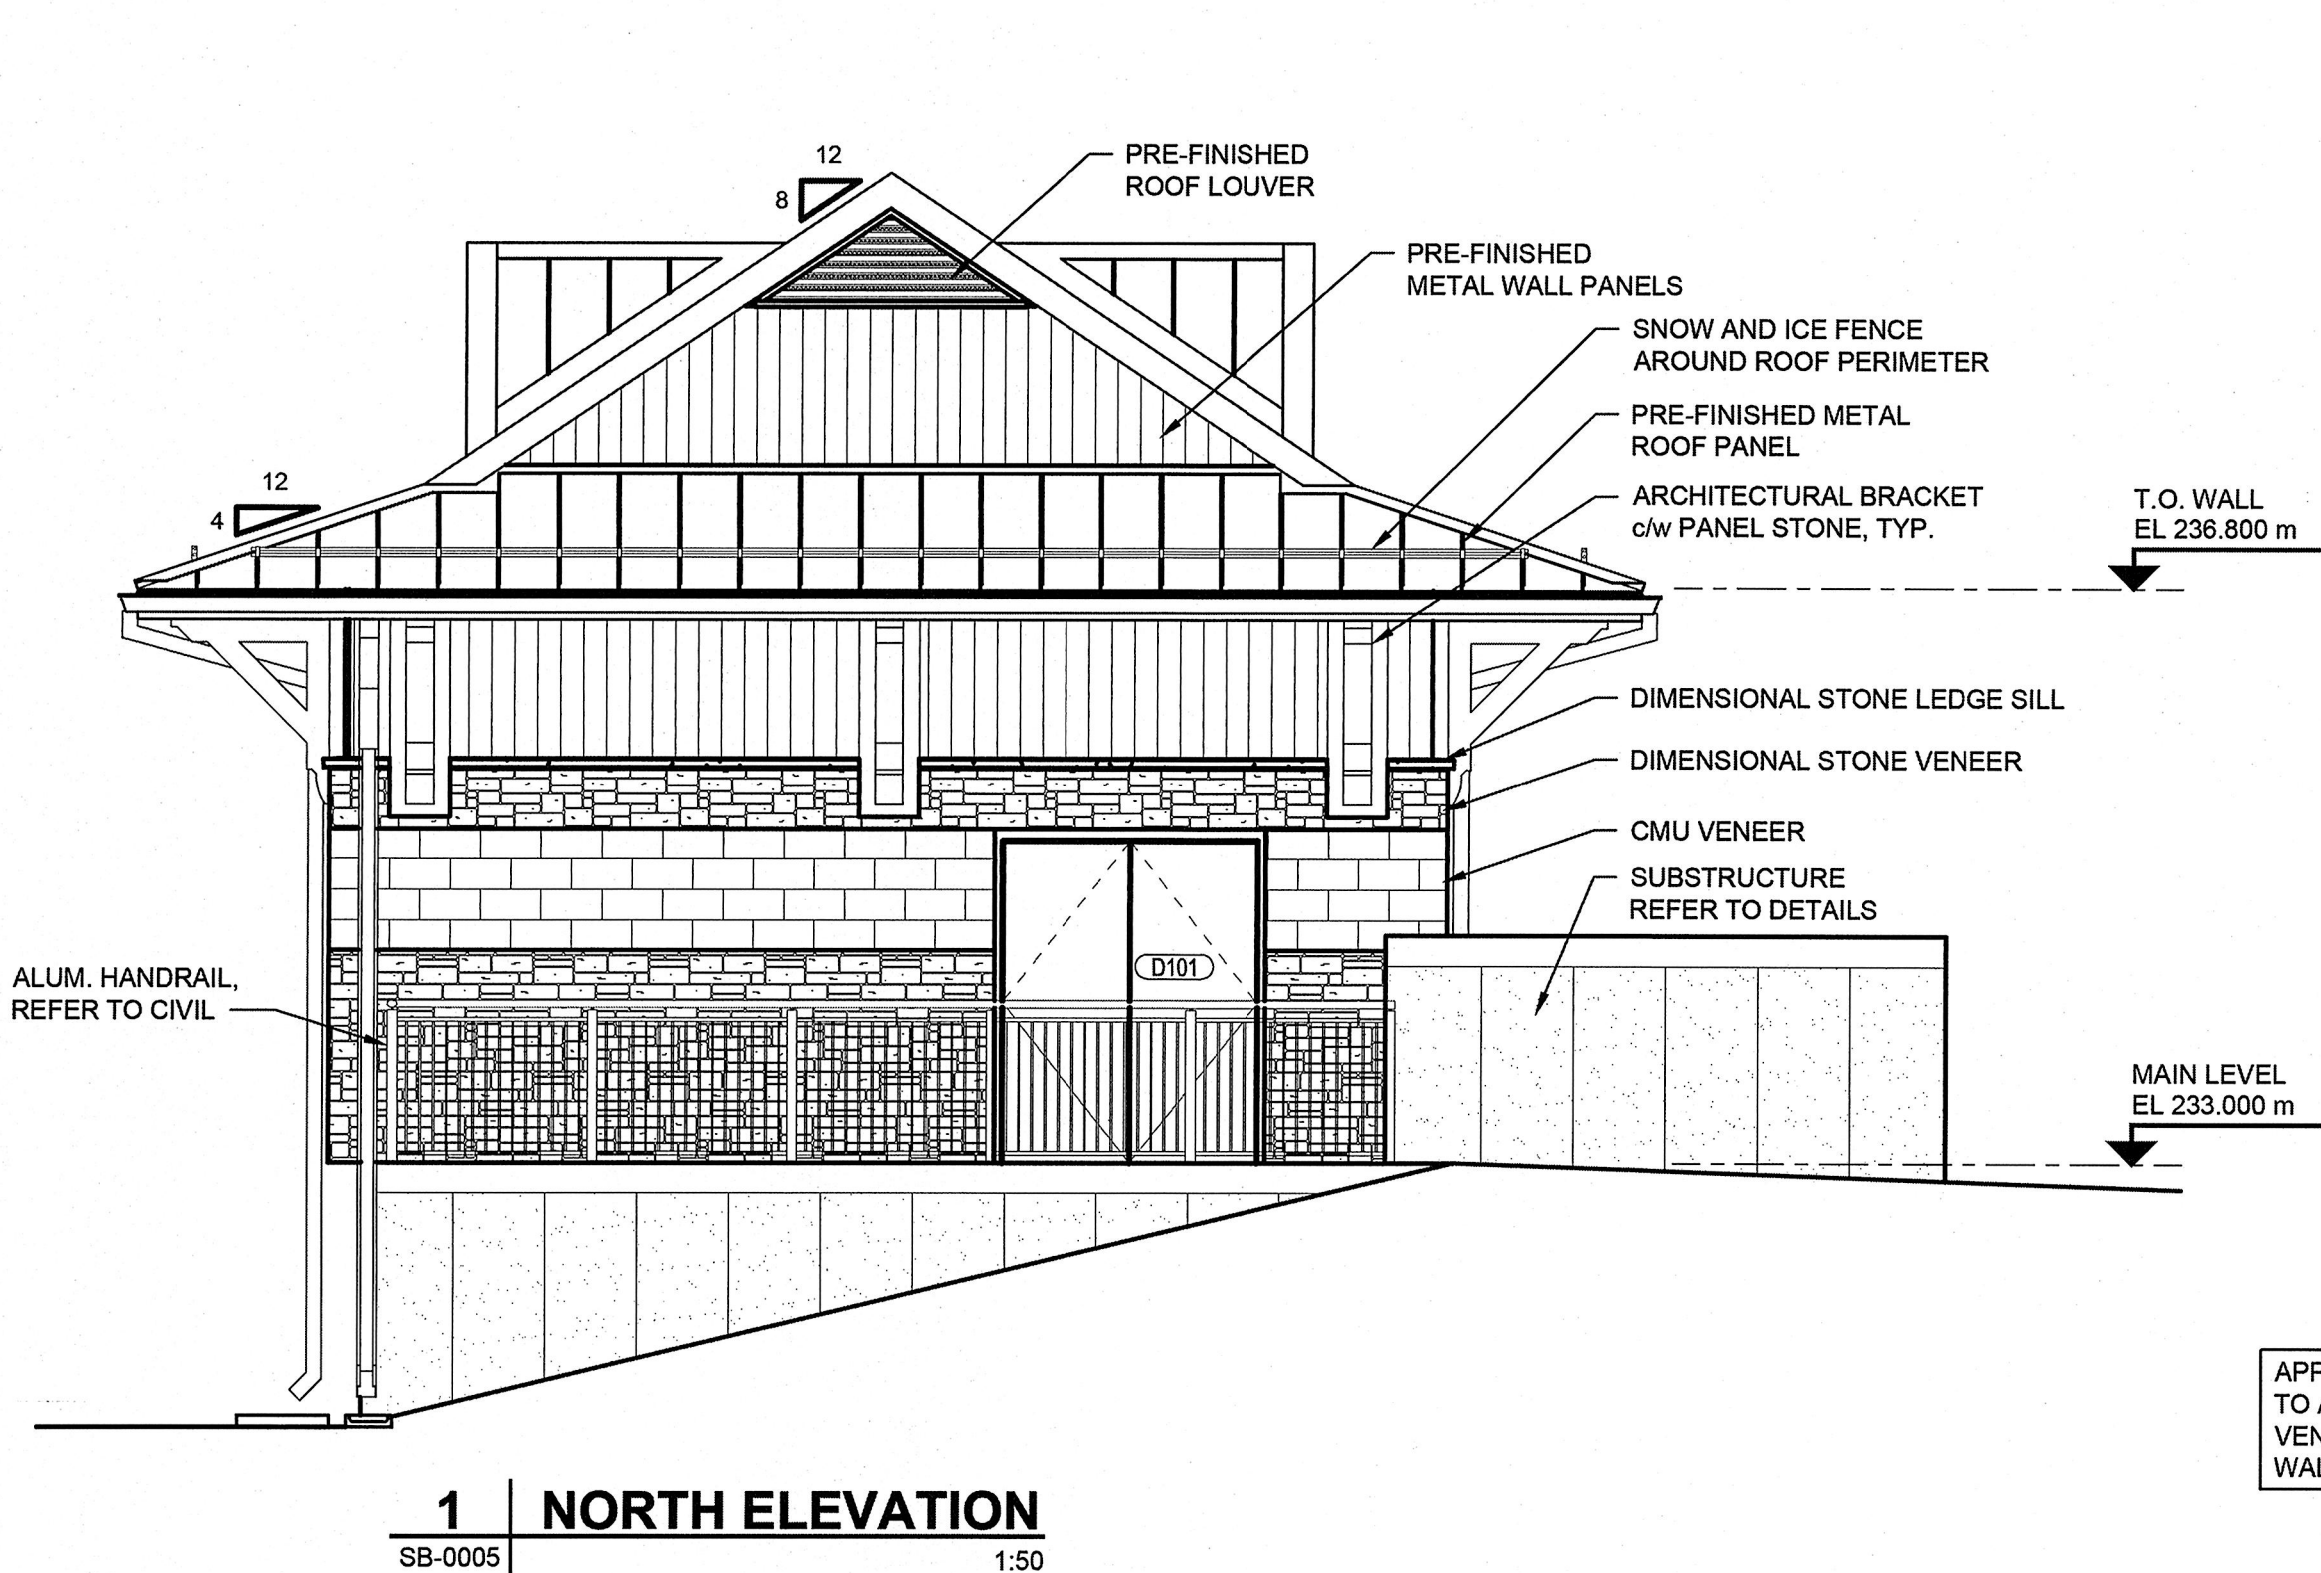 12
8
PRE-FINISHED
ROOF LOUVER
PRE-FINISHED
METAL WALL PANELS
SNOW AND ICE FENCE
AROUND ROOF PERIMETER
PRE-FINISHED METAL
ROOF PANEL
12
4
ARCHITECTURAL BRACKET
c/w PANEL STONE, TYP.
T.O. WALL
EL 236.800 m
DIMENSIONAL STONE LEDGE SILL
DIMENSIONAL STONE VENEER
CMU VENEER
SUBSTRUCTURE
REFER TO DETAILS
D101
ALUM. HANDRAIL,
REFER TO CIVIL
MAIN LEVEL
EL 233.000 m
TO
1 NORTH ELEVATION
SB-0005 1:50